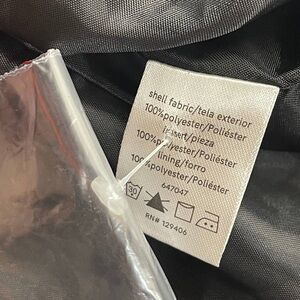 shell fabric/tela exterior
100%polyester/Poliéster
insert/pieza
100%polyester/Poliéster
lining/forro
100%polyester/Poliéster
647047
30
RN# 129406